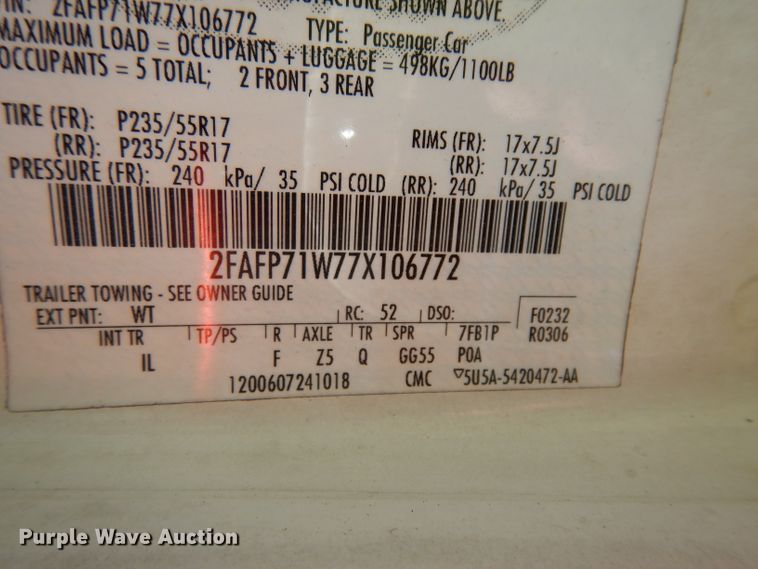 2FAFP71W77X106772
SHOWN ABOVE.
TYPE: Passenger Car
MAXIMUM LOAD = OCCUPANTS + LUGGAGE = 498KG/1100LB
OCCUPANTS = 5 TOTAL; 2 FRONT, 3 REAR
TIRE (FR): P235/55R17 RIMS (FR): 17x7.5J
(RR): P235/55R17 (RR): 17x7.5J
PRESSURE (FR): 240 kPa/ 35 PSI COLD (RR): 240 kPa/ 35 PSI COLD
2FAFP71W77X106772
TRAILER TOWING - SEE OWNER GUIDE
EXT PNT: WT RC: 52 DSO: F0232
INT TR TP/PS R AXLE TR SPR 7FB1P R0306
IL F Z5 Q GG55 P0A
1200607241018 CMC ▽5U5A-5420472-AA
Purple Wave Auction